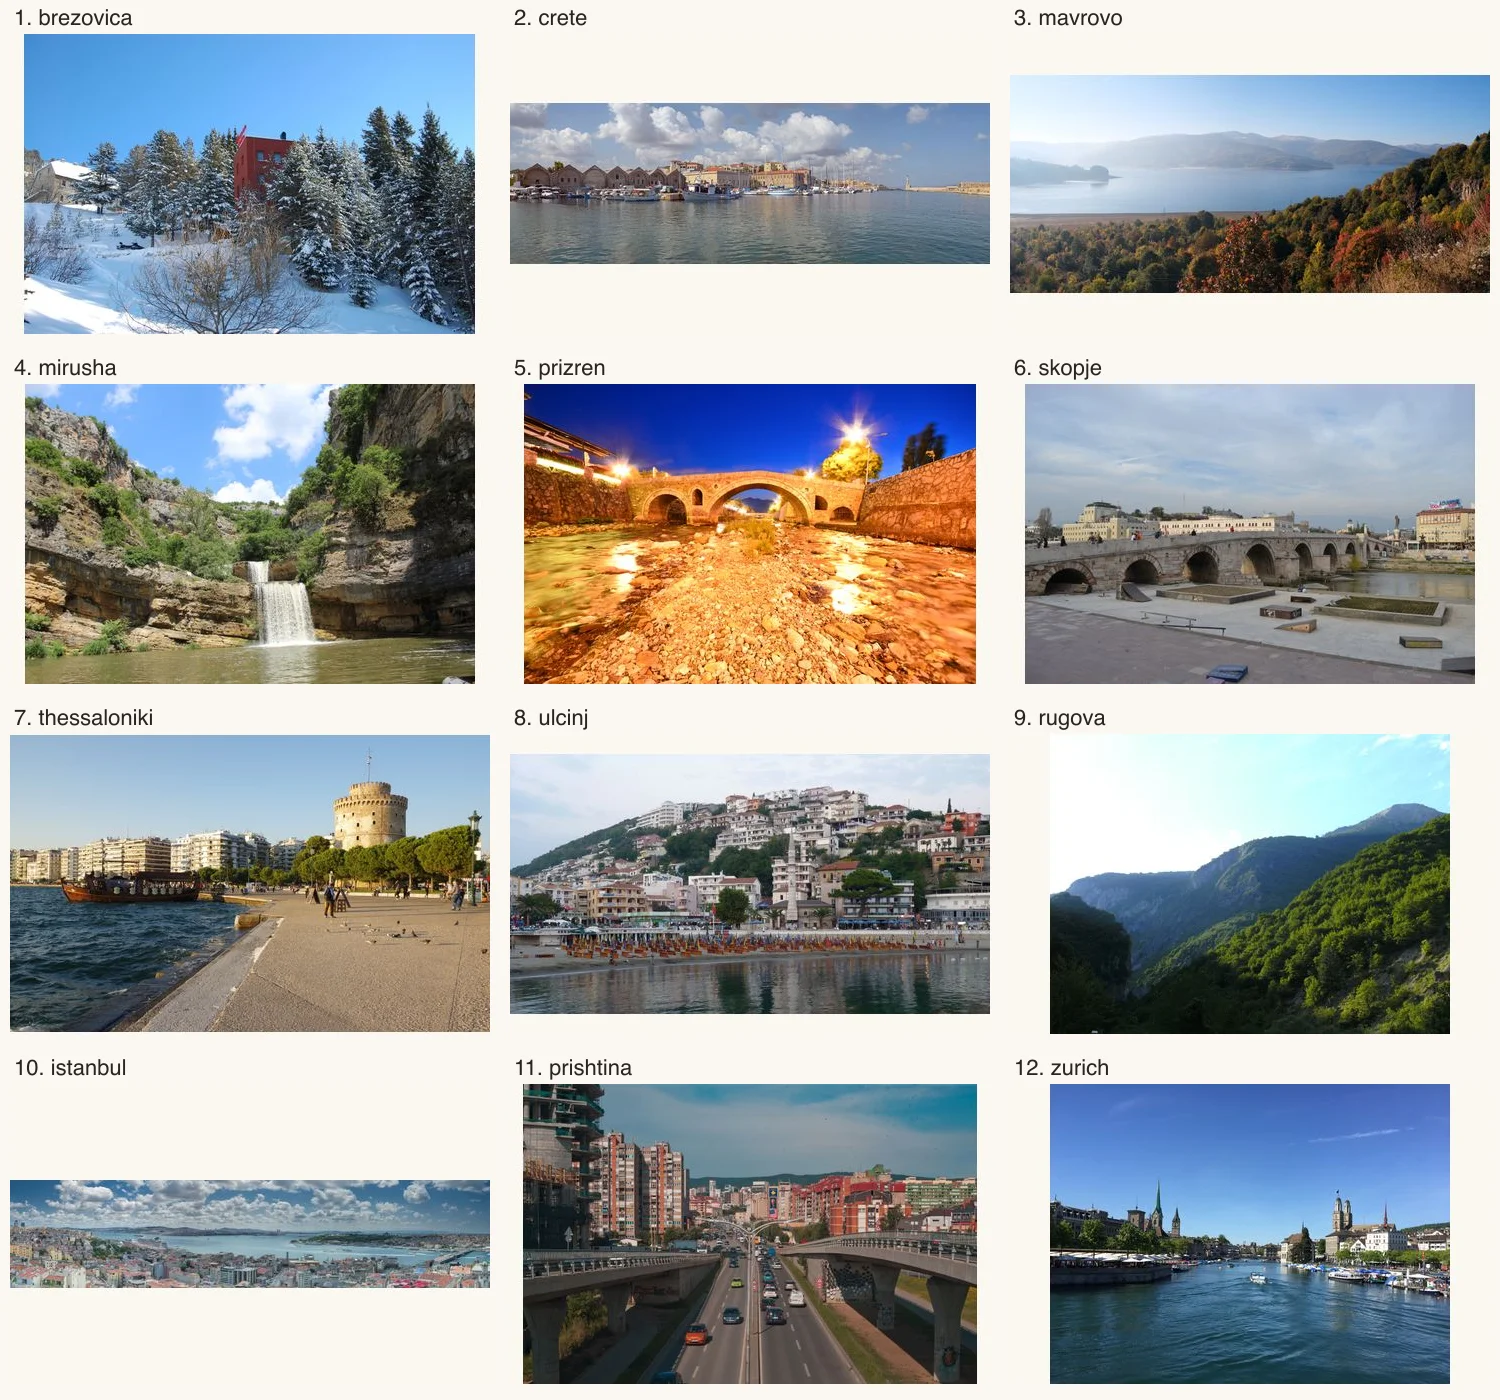 1. brezovica
2. crete
3. mavrovo
4. mirusha
5. prizren
6. skopje
7. thessaloniki
8. ulcinj
9. rugova
10. istanbul
11. prishtina
12. zurich